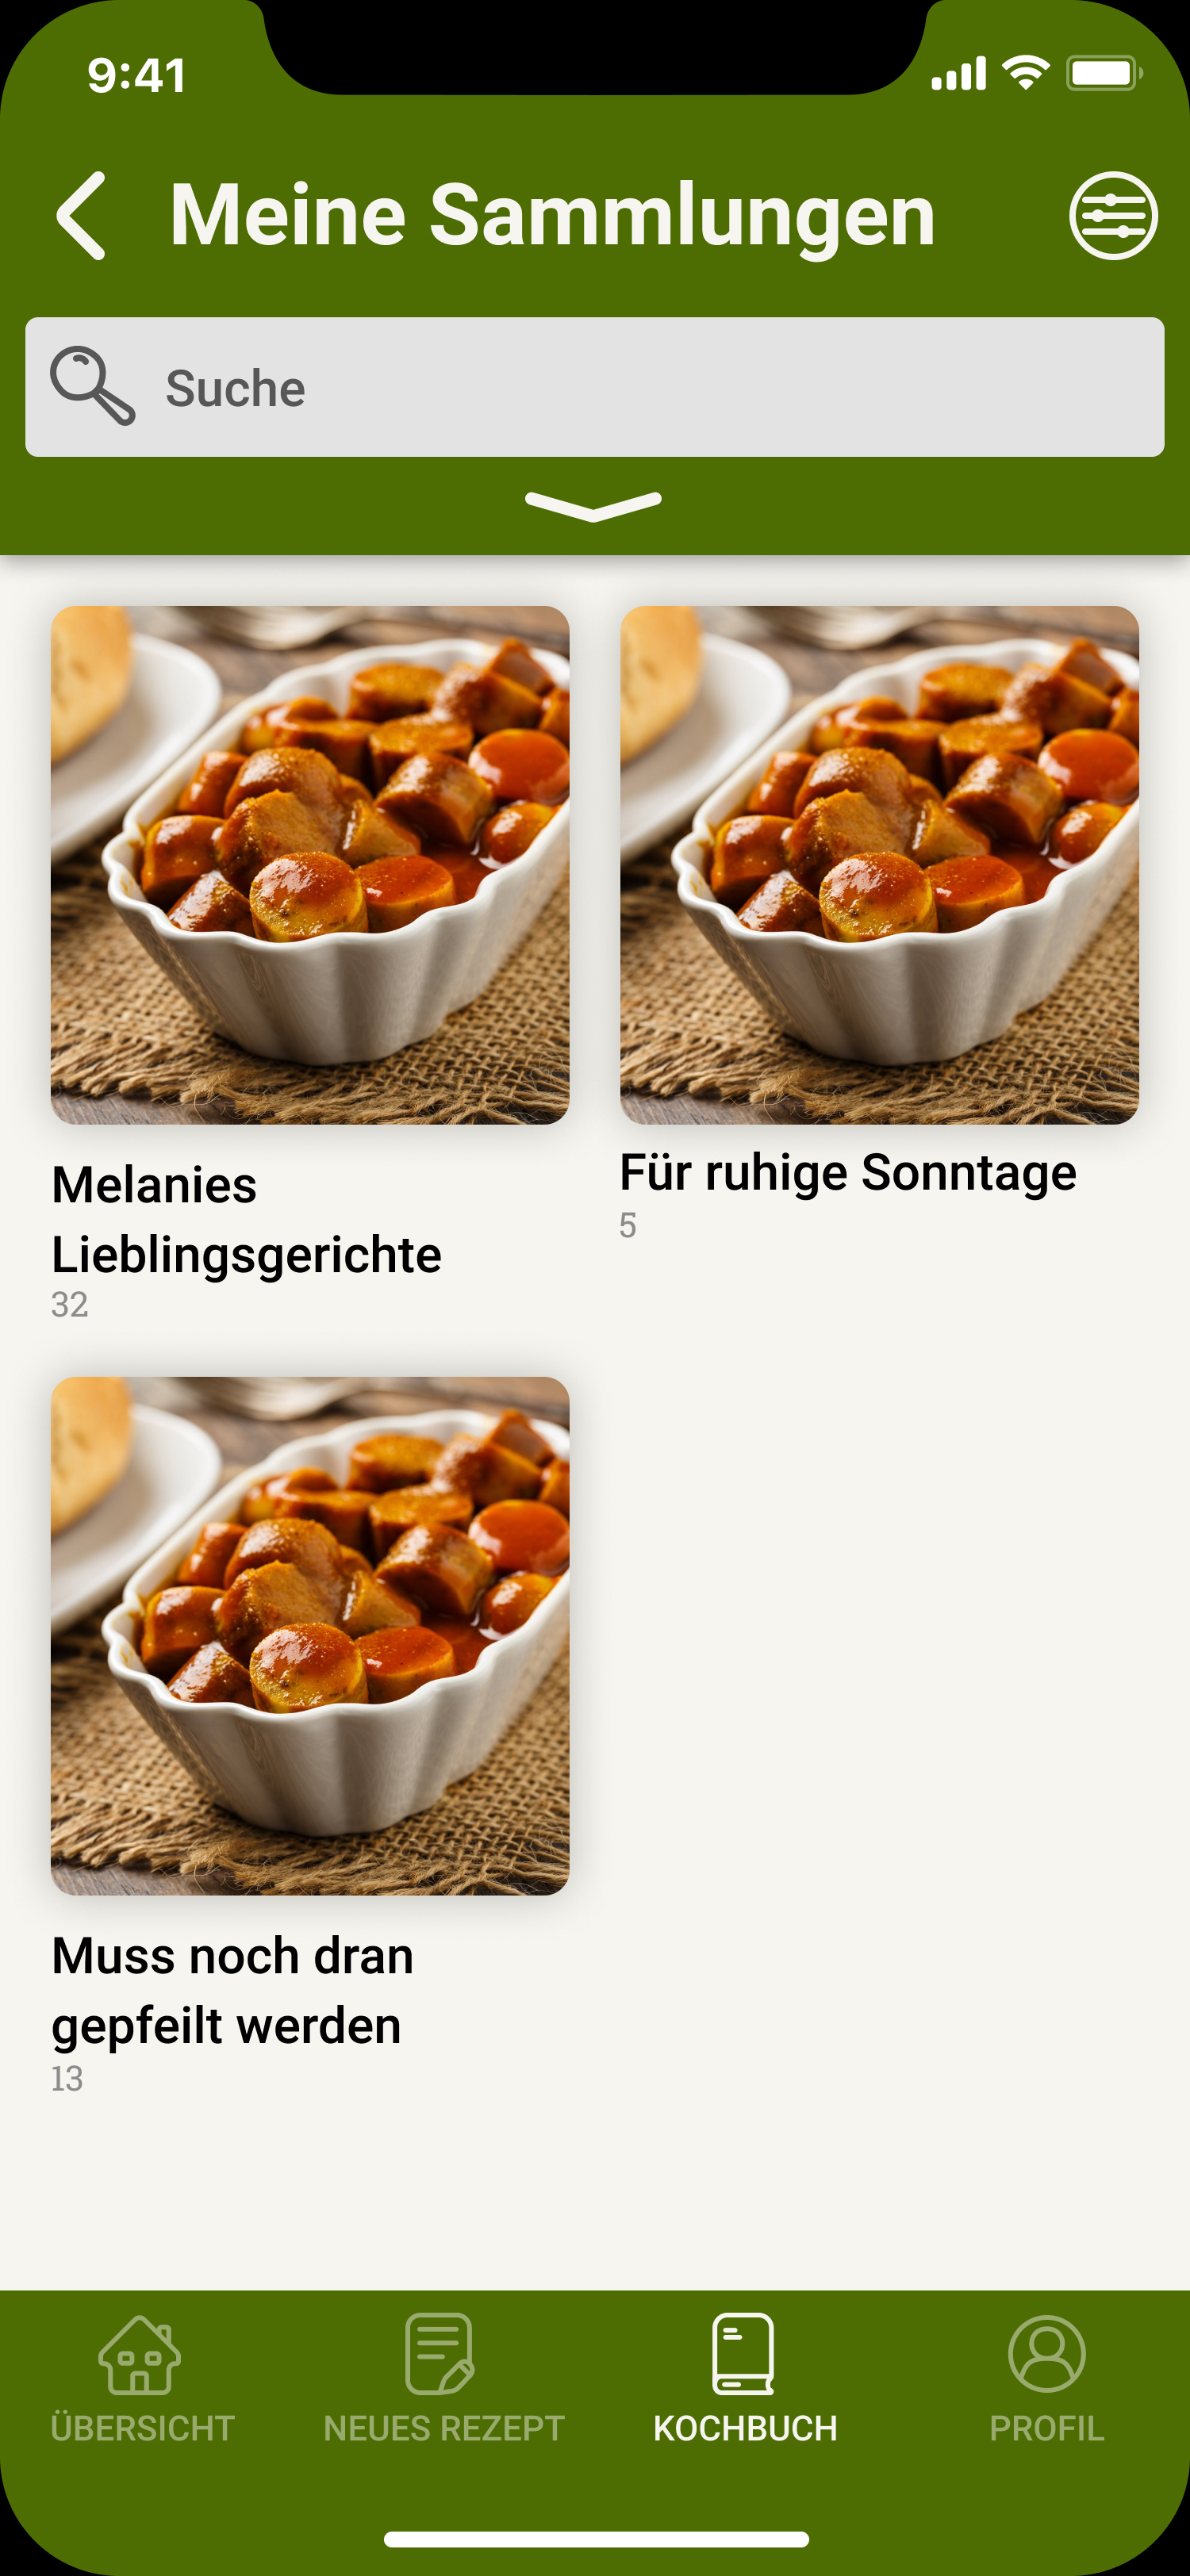 9:41
Meine Sammlungen
Suche
Melanies
Lieblingsgerichte
32
Für ruhige Sonntage
5
Muss noch dran
gepfeilt werden
13
ÜBERSICHT
NEUES REZEPT
KOCHBUCH
PROFIL